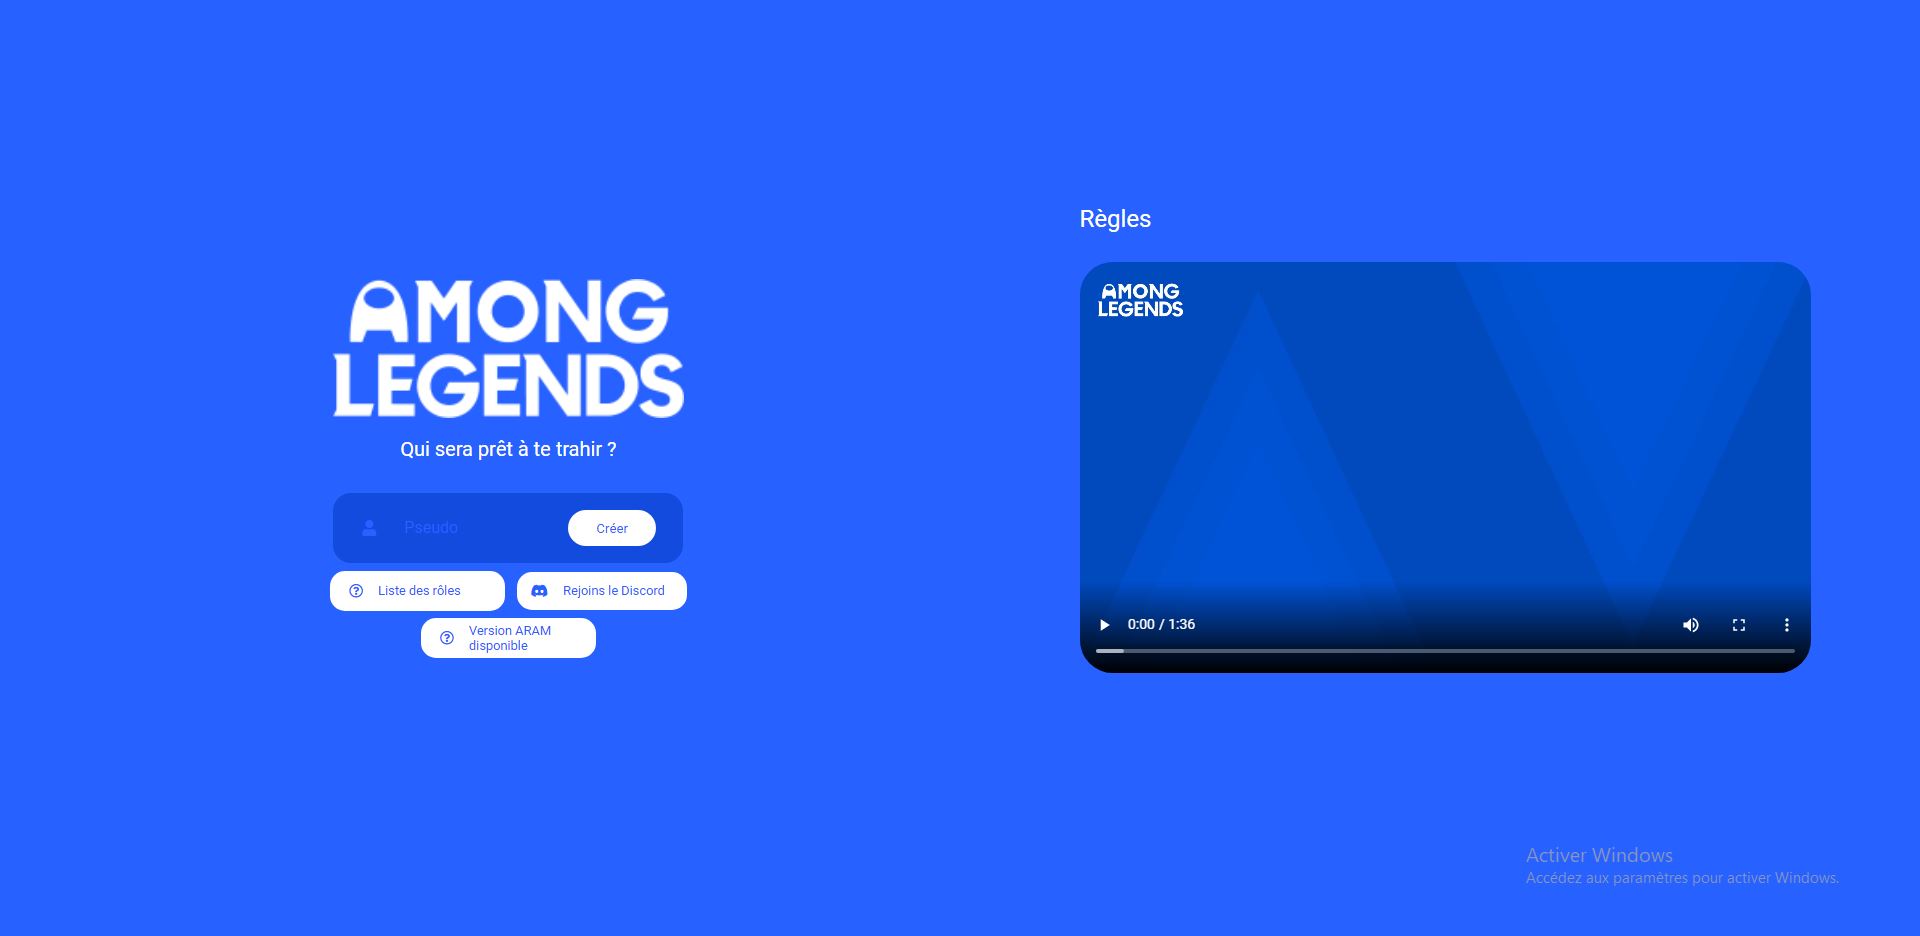 AMONG
LEGENDS
Qui sera prêt à te trahir ?
Pseudo
Créer
Liste des rôles
Rejoins le Discord
Version ARAM
disponible
Règles
AMONG
LEGENDS
0:00 / 1:36
Activer Windows
Accédez aux paramètres pour activer Windows.